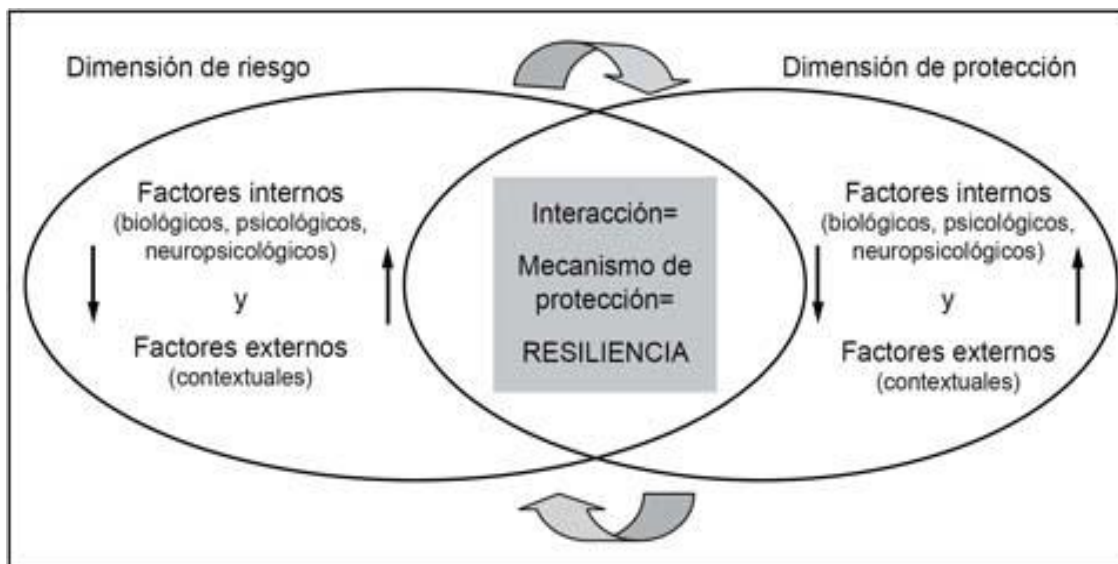 Dimensión de riesgo
Dimensión de protección
Factores internos
(biológicos, psicológicos,
neuropsicológicos)
y
Factores externos
(contextuales)
Interacción=
Mecanismo de
protección=
RESILIENCIA
Factores internos
(biológicos, psicológicos,
neuropsicológicos)
y
Factores externos
(contextuales)